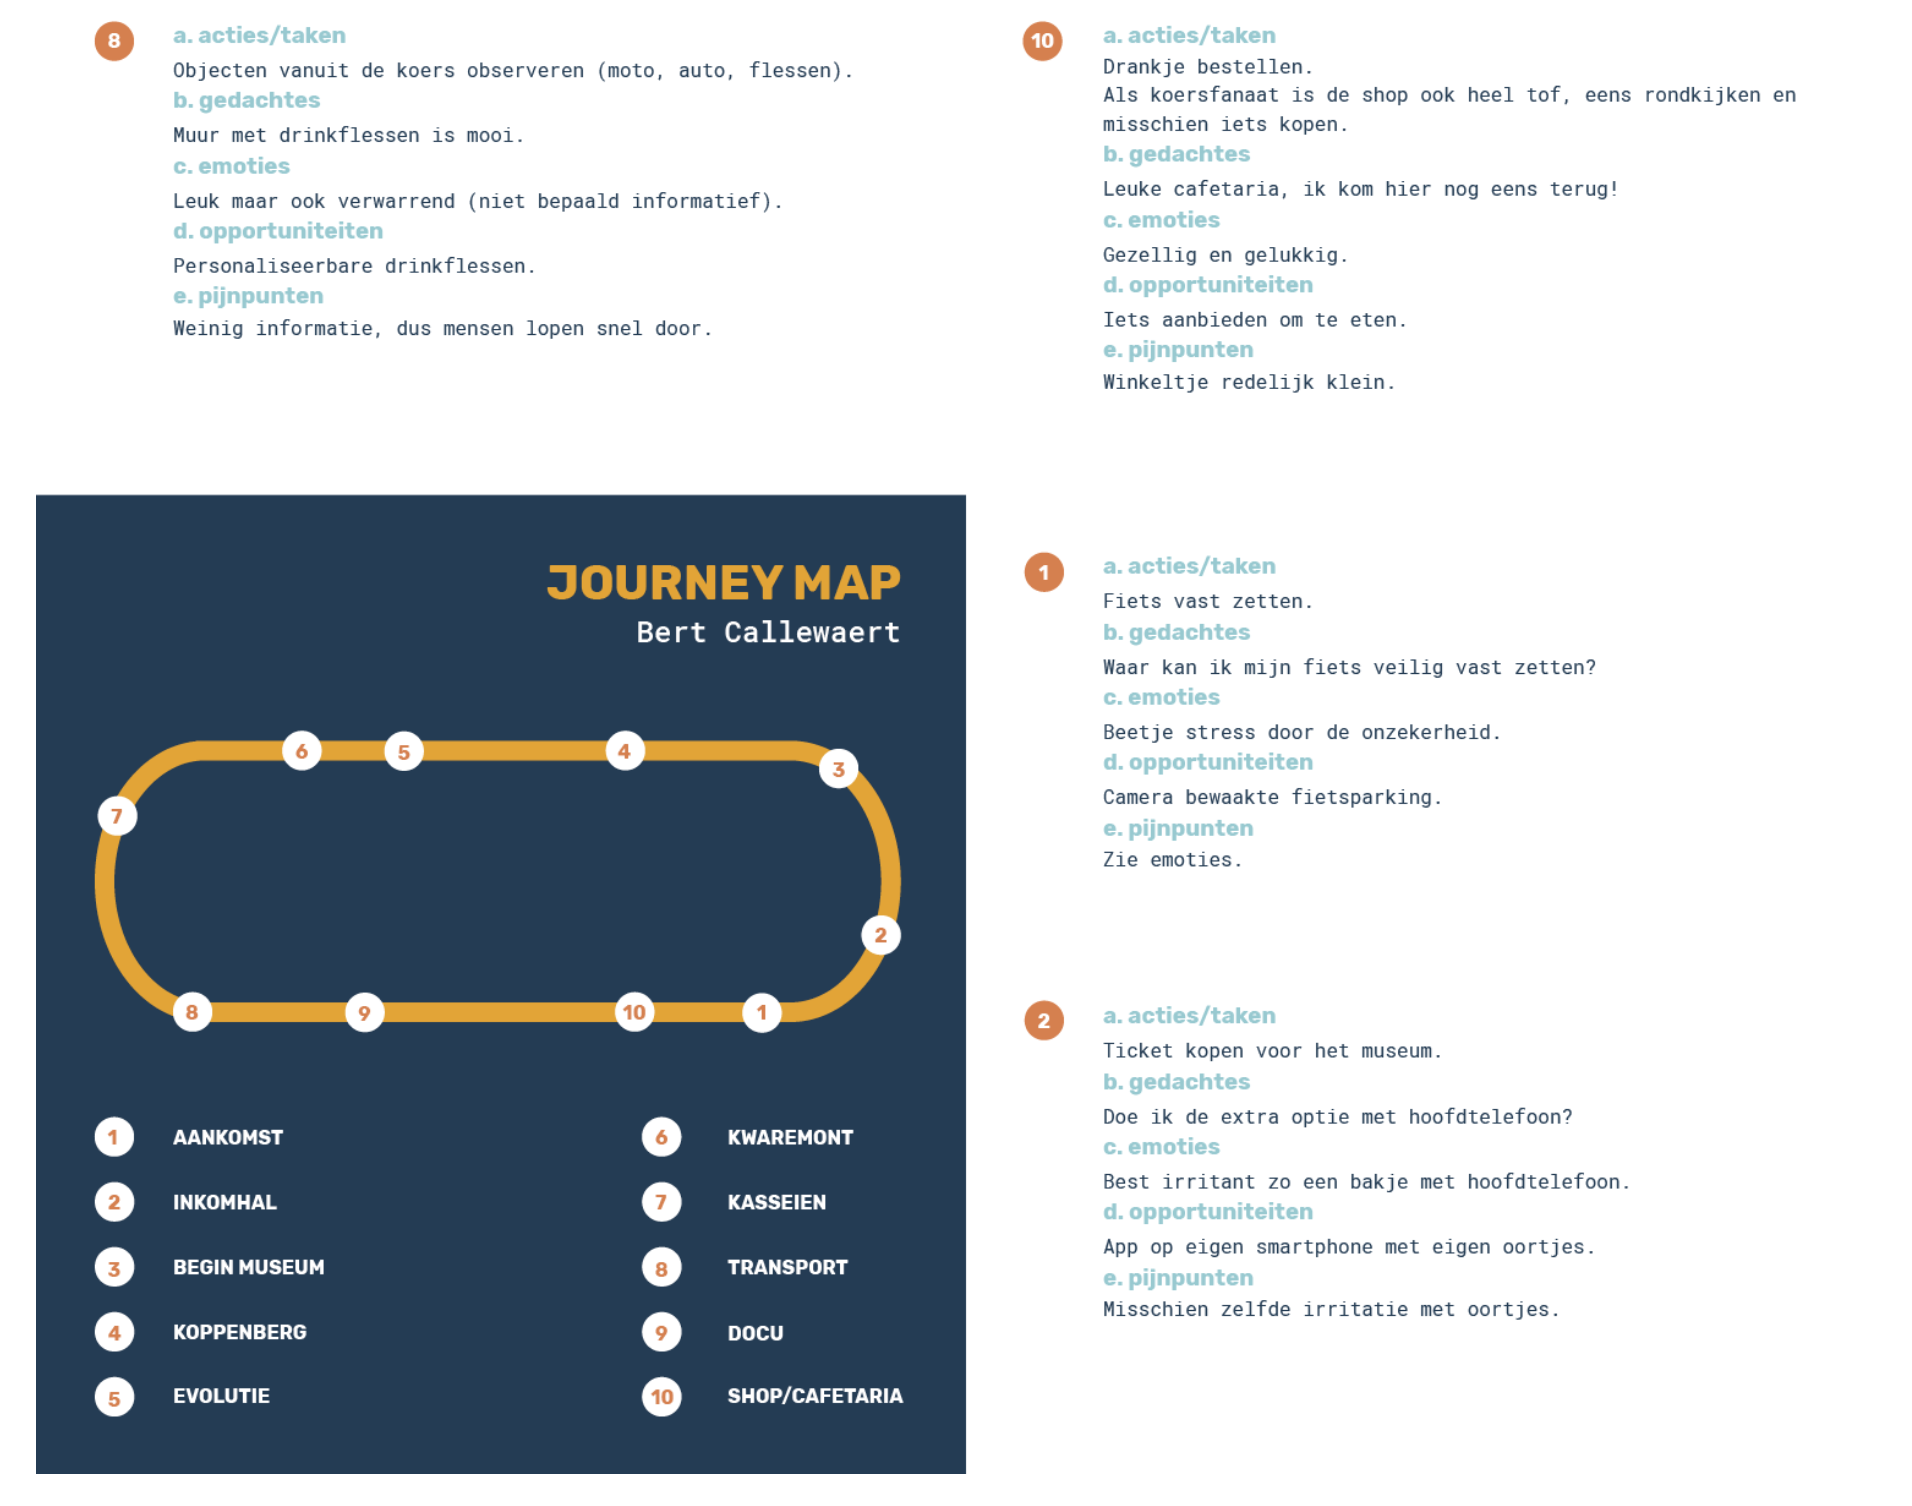 8
a. acties/taken
Objecten vanuit de koers observeren (moto, auto, flessen).
b. gedachtes
Muur met drinkflessen is mooi.
c. emoties
Leuk maar ook verwarrend (niet bepaald informatief).
d. opportuniteiten
Personaliseerbare drinkflessen.
e. pijnpunten
Weinig informatie, dus mensen lopen snel door.
10
a. acties/taken
Drankje bestellen.
Als koersfanaat is de shop ook heel tof, eens rondkijken en
misschien iets kopen.
b. gedachtes
Leuke cafetaria, ik kom hier nog eens terug!
c. emoties
Gezellig en gelukkig.
d. opportuniteiten
Iets aanbieden om te eten.
e. pijnpunten
Winkeltje redelijk klein.
JOURNEY MAP
Bert Callewaert
6
5
4
3
7
2
8
9
10
1
1 AANKOMST
2 INKOMHAL
3 BEGIN MUSEUM
4 KOPPENBERG
5 EVOLUTIE
6 KWAREMONT
7 KASSEIEN
8 TRANSPORT
9 DOCU
10 SHOP/CAFETARIA
1
a. acties/taken
Fiets vast zetten.
b. gedachtes
Waar kan ik mijn fiets veilig vast zetten?
c. emoties
Beetje stress door de onzekerheid.
d. opportuniteiten
Camera bewaakte fietsparking.
e. pijnpunten
Zie emoties.
2
a. acties/taken
Ticket kopen voor het museum.
b. gedachtes
Doe ik de extra optie met hoofdtelefoon?
c. emoties
Best irritant zo een bakje met hoofdtelefoon.
d. opportuniteiten
App op eigen smartphone met eigen oortjes.
e. pijnpunten
Misschien zelfde irritatie met oortjes.